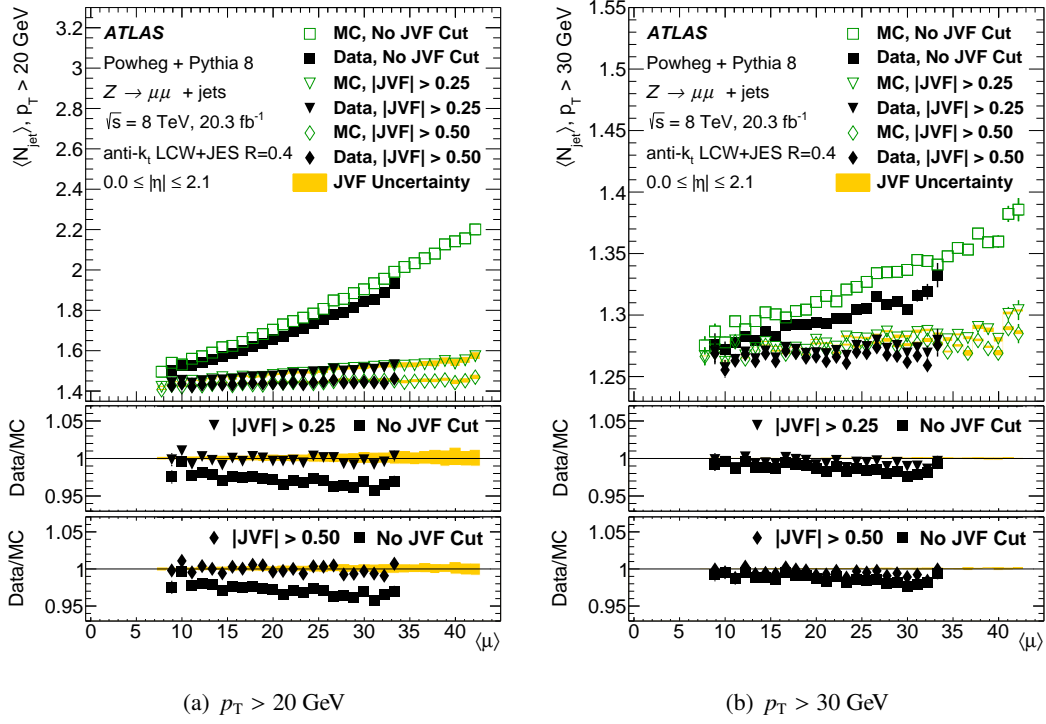 ⟨N_jet⟩, p_T > 20 GeV
ATLAS
Powheg + Pythia 8
Z → μμ + jets
√s = 8 TeV, 20.3 fb⁻¹
anti-k_t LCW+JES R=0.4
0.0 ≤ |η| ≤ 2.1
MC, No JVF Cut
Data, No JVF Cut
MC, |JVF| > 0.25
Data, |JVF| > 0.25
MC, |JVF| > 0.50
Data, |JVF| > 0.50
JVF Uncertainty
3.2
3
2.8
2.6
2.4
2.2
2
1.8
1.6
1.4
Data/MC
1.05
1
0.95
|JVF| > 0.25 No JVF Cut
Data/MC
1.05
1
0.95
|JVF| > 0.50 No JVF Cut
0 5 10 15 20 25 30 35 40
⟨μ⟩
(a) p_T > 20 GeV
⟨N_jet⟩, p_T > 30 GeV
ATLAS
Powheg + Pythia 8
Z → μμ + jets
√s = 8 TeV, 20.3 fb⁻¹
anti-k_t LCW+JES R=0.4
0.0 ≤ |η| ≤ 2.1
MC, No JVF Cut
Data, No JVF Cut
MC, |JVF| > 0.25
Data, |JVF| > 0.25
MC, |JVF| > 0.50
Data, |JVF| > 0.50
JVF Uncertainty
1.55
1.5
1.45
1.4
1.35
1.3
1.25
Data/MC
1.05
1
0.95
|JVF| > 0.25 No JVF Cut
Data/MC
1.05
1
0.95
|JVF| > 0.50 No JVF Cut
0 5 10 15 20 25 30 35 40
⟨μ⟩
(b) p_T > 30 GeV